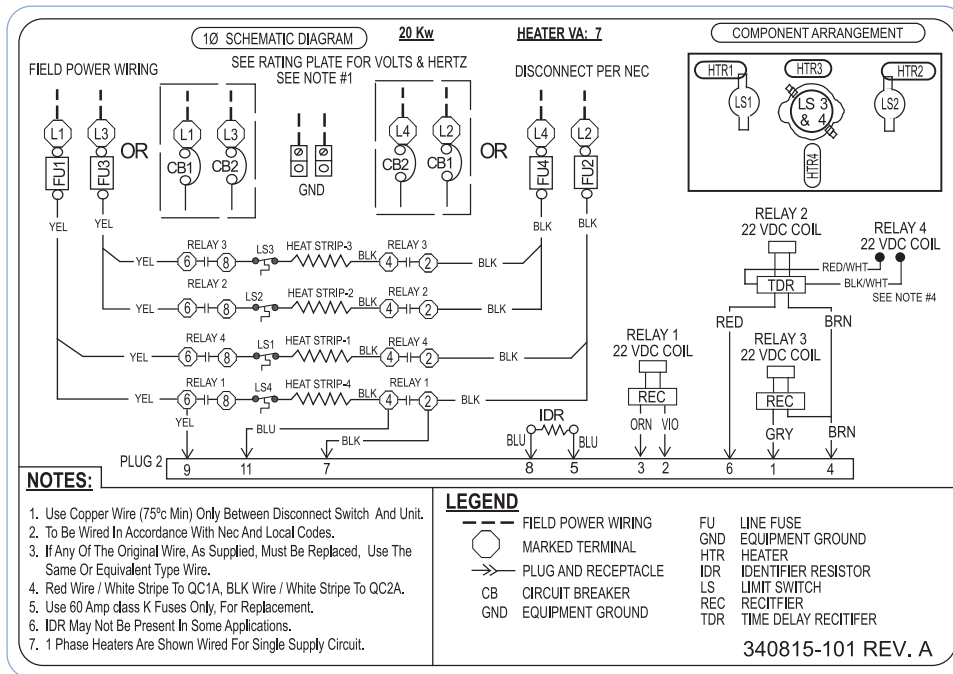 1Ø SCHEMATIC DIAGRAM
20 Kw
HEATER VA: 7
COMPONENT ARRANGEMENT
FIELD POWER WIRING
SEE RATING PLATE FOR VOLTS & HERTZ
SEE NOTE #1
DISCONNECT PER NEC
HTR1
HTR3
HTR2
LS1
LS 3
& 4
LS2
HTR4
L1
L3
OR
L1
L3
L4
L2
OR
L4
L2
FU1
FU3
CB1
CB2
GND
CB2
CB1
FU4
FU2
YEL
YEL
BLK
BLK
YEL
RELAY 3
6
8
LS3
HEAT STRIP-3
BLK
RELAY 3
4
2
BLK
YEL
RELAY 2
6
8
LS2
HEAT STRIP-2
BLK
RELAY 2
4
2
BLK
YEL
RELAY 4
6
8
LS1
HEAT STRIP-1
BLK
RELAY 4
4
2
BLK
YEL
RELAY 1
6
8
LS4
HEAT STRIP-4
BLK
RELAY 1
4
2
BLK
YEL
BLU
BLK
IDR
BLU
BLU
RELAY 1
22 VDC COIL
REC
ORN
VIO
RELAY 2
22 VDC COIL
TDR
RELAY 4
22 VDC COIL
RED/WHT
BLK/WHT
SEE NOTE #4
RED
BRN
RELAY 3
22 VDC COIL
REC
GRY
BRN
PLUG 2
9
11
7
8
5
3
2
6
1
4
NOTES:
1. Use Copper Wire (75ºc Min) Only Between Disconnect Switch And Unit.
2. To Be Wired In Accordance With Nec And Local Codes.
3. If Any Of The Original Wire, As Supplied, Must Be Replaced, Use The
Same Or Equivalent Type Wire.
4. Red Wire / White Stripe To QC1A, BLK Wire / White Stripe To QC2A.
5. Use 60 Amp class K Fuses Only, For Replacement.
6. IDR May Not Be Present In Some Applications.
7. 1 Phase Heaters Are Shown Wired For Single Supply Circuit.
LEGEND
FIELD POWER WIRING
MARKED TERMINAL
PLUG AND RECEPTACLE
CB CIRCUIT BREAKER
GND EQUIPMENT GROUND
FU LINE FUSE
GND EQUIPMENT GROUND
HTR HEATER
IDR IDENTIFIER RESISTOR
LS LIMIT SWITCH
REC RECITFIER
TDR TIME DELAY RECTIFER
340815-101 REV. A